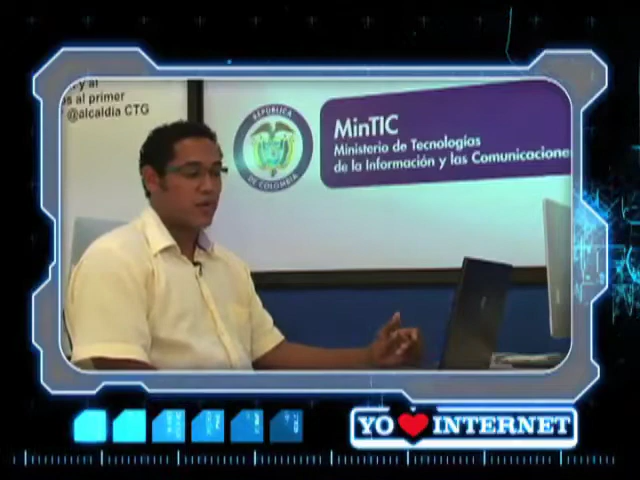 y al
os al primer
@alcaldia CTG
REPUBLICA
DE COLOMBIA
MinTIC
Ministerio de Tecnologías
de la Información y las Comunicacione
YO INTERNET